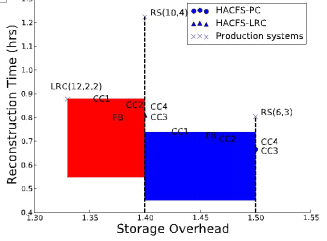 1.3
HACFS-PC
HACFS-LRC
Production systems
1.2
RS(10,4)
1.1
1.0
0.9
LRC(12,2,2)
CC1
CC2
CC4
CC3
FB
0.8
RS(6,3)
CC1
FB
CC2
CC4
CC3
0.7
0.6
0.5
0.4
1.30
1.35
1.40
1.45
1.50
1.55
Reconstruction Time (hrs)
Storage Overhead